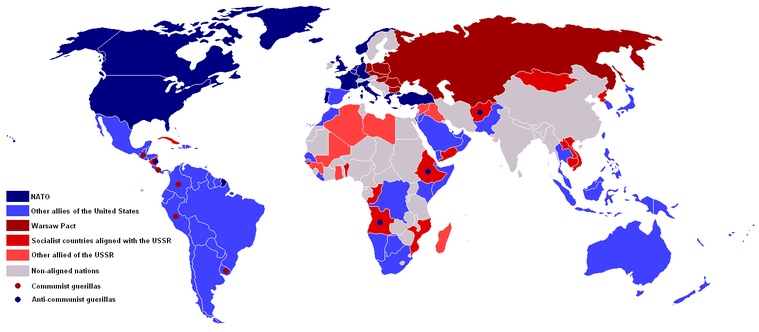 NATO
Other allies of the United States
Warsaw Pact
Socialist countries aligned with the USSR
Other allied of the USSR
Non-aligned nations
Communist guerillas
Anti-communist guerillas